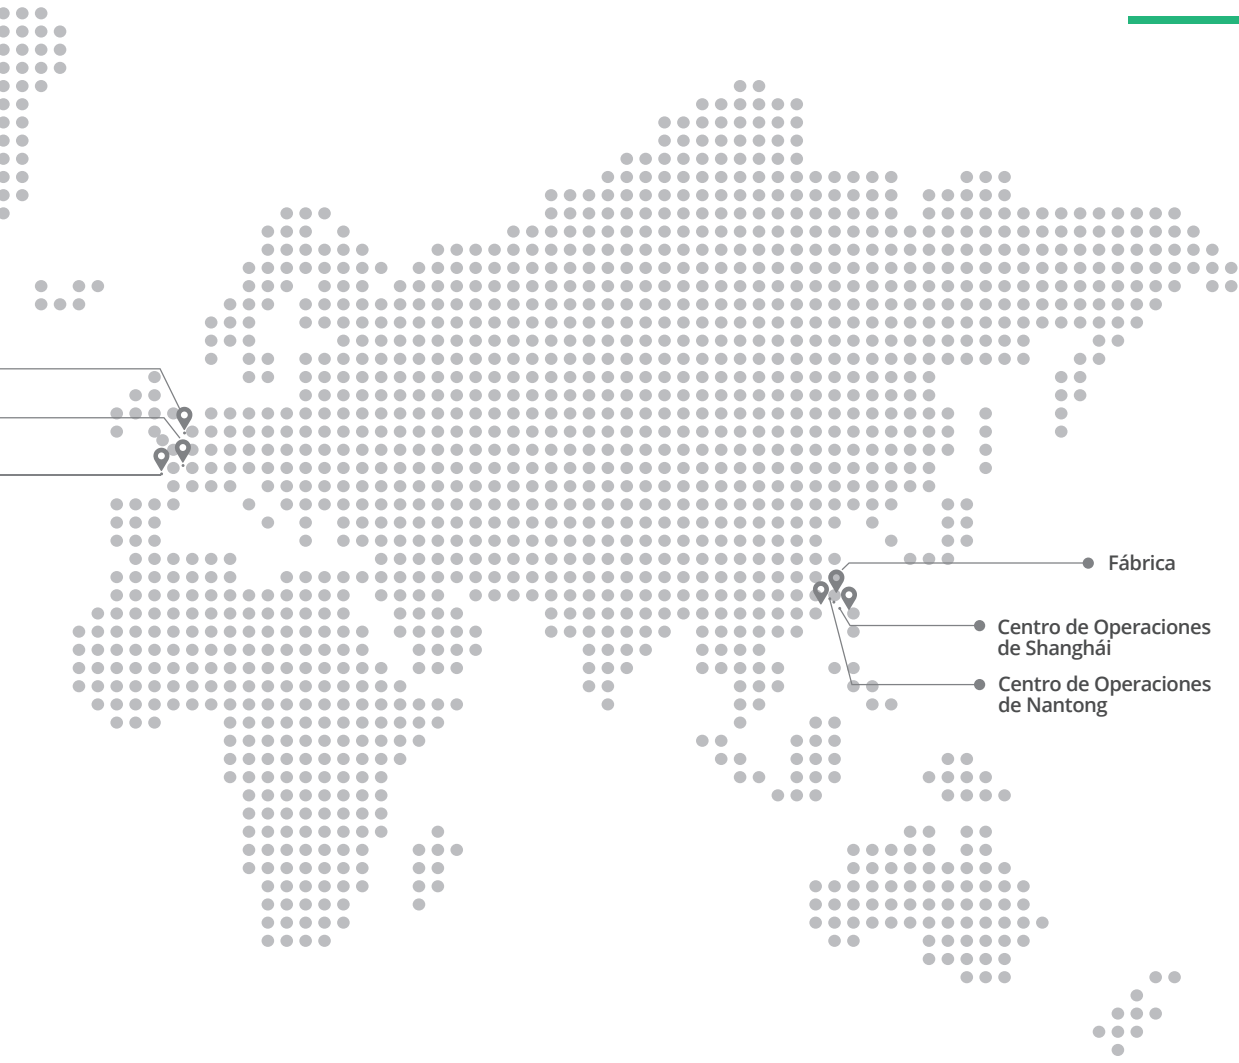 Fábrica
Centro de Operaciones
de Shanghái
Centro de Operaciones
de Nantong